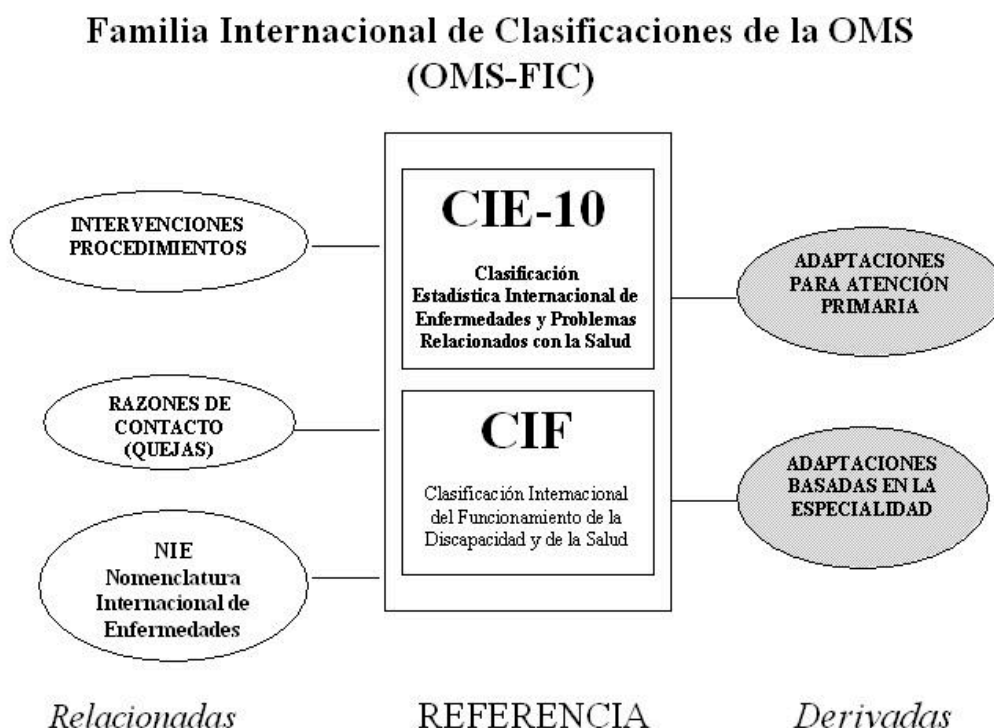 Familia Internacional de Clasificaciones de la OMS
(OMS-FIC)
INTERVENCIONES
PROCEDIMIENTOS
RAZONES DE
CONTACTO
(QUEJAS)
NIE
Nomenclatura
Internacional de
Enfermedades
Relacionadas
CIE-10
Clasificación
Estadística Internacional de
Enfermedades y Problemas
Relacionados con la Salud
CIF
Clasificación Internacional
del Funcionamiento de la
Discapacidad y de la Salud
REFERENCIA
ADAPTACIONES
PARA ATENCIÓN
PRIMARIA
ADAPTACIONES
BASADAS EN LA
ESPECIALIDAD
Derivadas